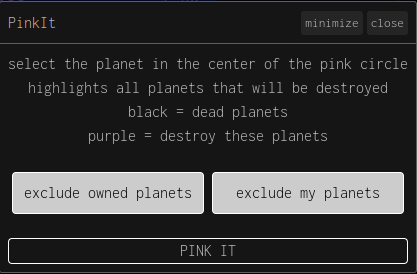 PinkIt
minimize close
select the planet in the center of the pink circle
highlights all planets that will be destroyed
black = dead planets
purple = destroy these planets
exclude owned planets exclude my planets
PINK IT